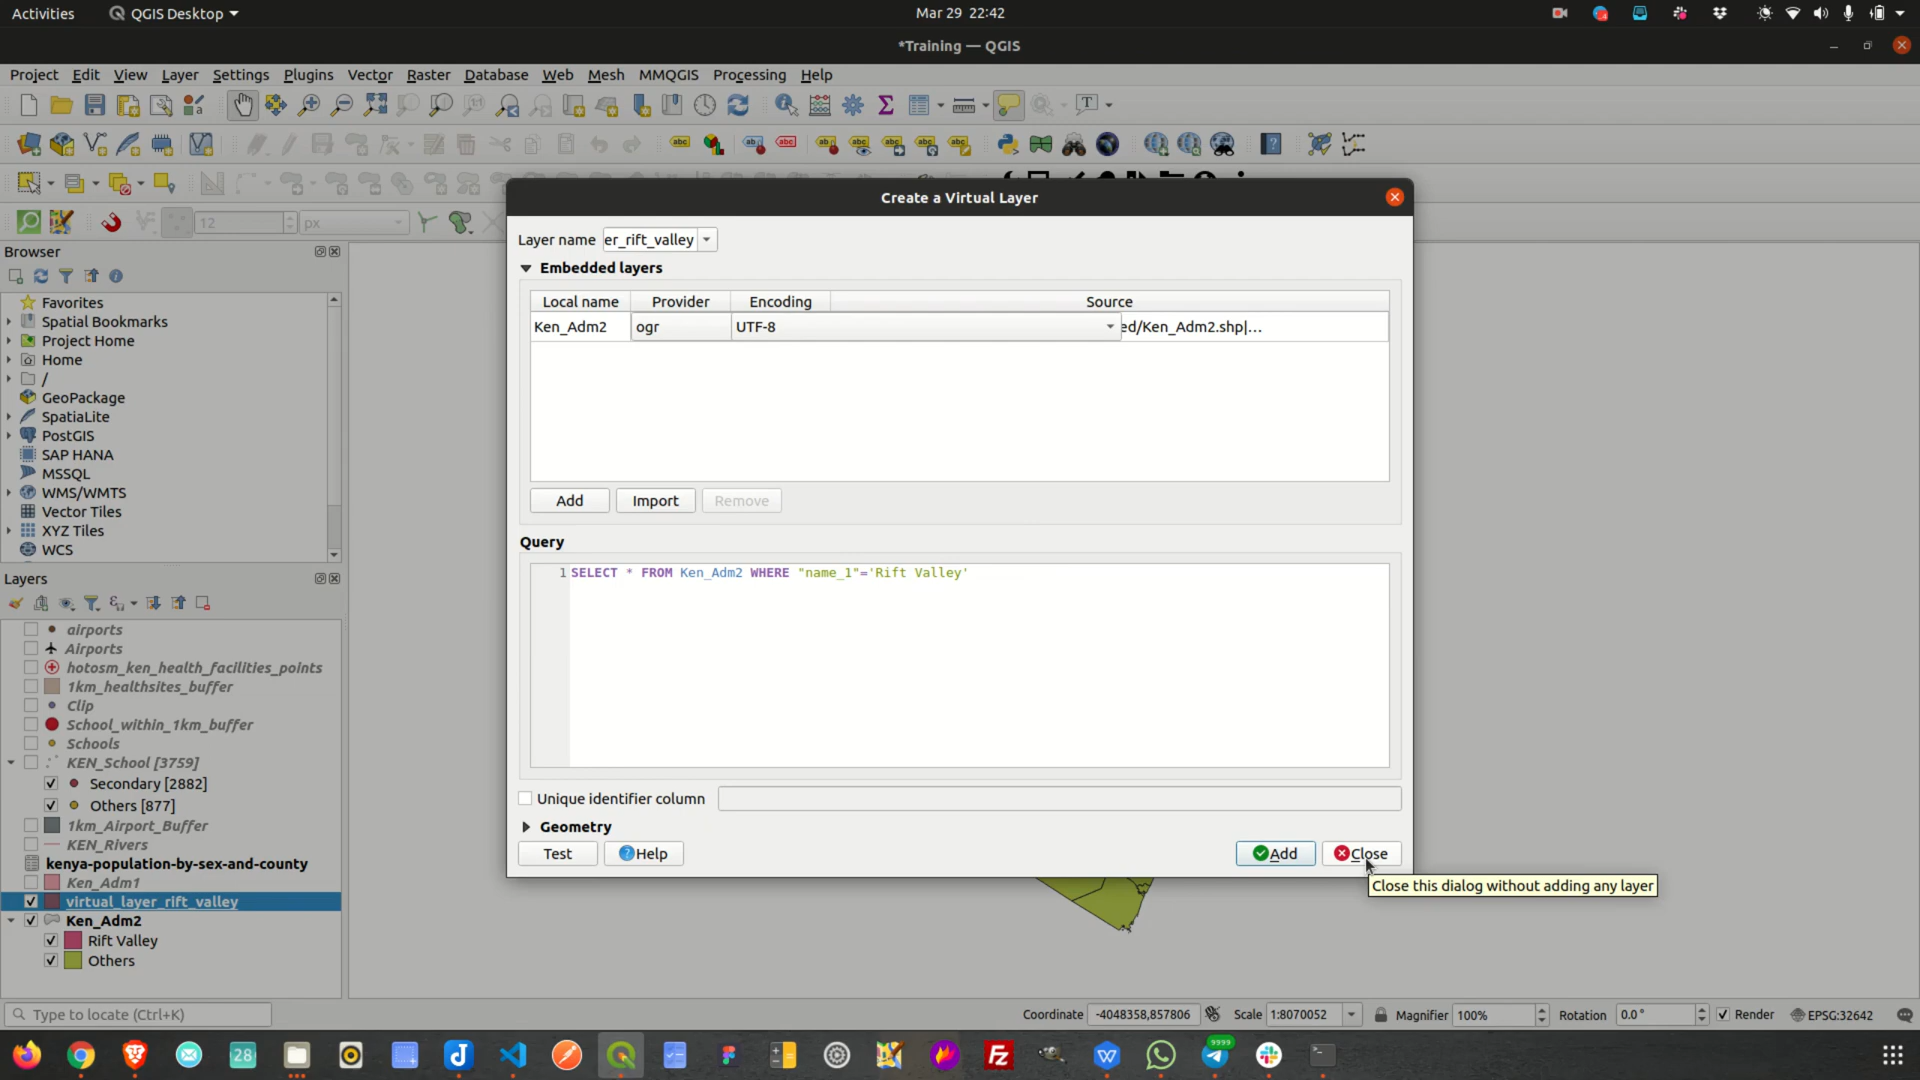 Activities QGIS Desktop Mar 29 22:42
*Training — QGIS
Project Edit View Layer Settings Plugins Vector Raster Database Web Mesh MMQGIS Processing Help
12 px
Create a Virtual Layer
Layer name er_rift_valley
Embedded layers
Local name Provider Encoding Source
Ken_Adm2 ogr UTF-8 ed/Ken_Adm2.shp|...
Add Import Remove
Query
1 SELECT * FROM Ken_Adm2 WHERE "name_1"='Rift Valley'
Unique identifier column
Geometry
Test Help Add Close
Close this dialog without adding any layer
Browser
Favorites
Spatial Bookmarks
Project Home
Home
/
GeoPackage
SpatiaLite
PostGIS
SAP HANA
MSSQL
WMS/WMTS
Vector Tiles
XYZ Tiles
WCS
Layers
airports
Airports
hotosm_ken_health_facilities_points
1km_healthsites_buffer
Clip
School_within_1km_buffer
Schools
KEN_School [3759]
Secondary [2882]
Others [877]
1km_Airport_Buffer
KEN_Rivers
kenya-population-by-sex-and-county
Ken_Adm1
virtual_layer_rift_valley
Ken_Adm2
Rift Valley
Others
Type to locate (Ctrl+K) Coordinate -4048358,857806 Scale 1:8070052 Magnifier 100% Rotation 0.0° Render EPSG:32642
28 9999